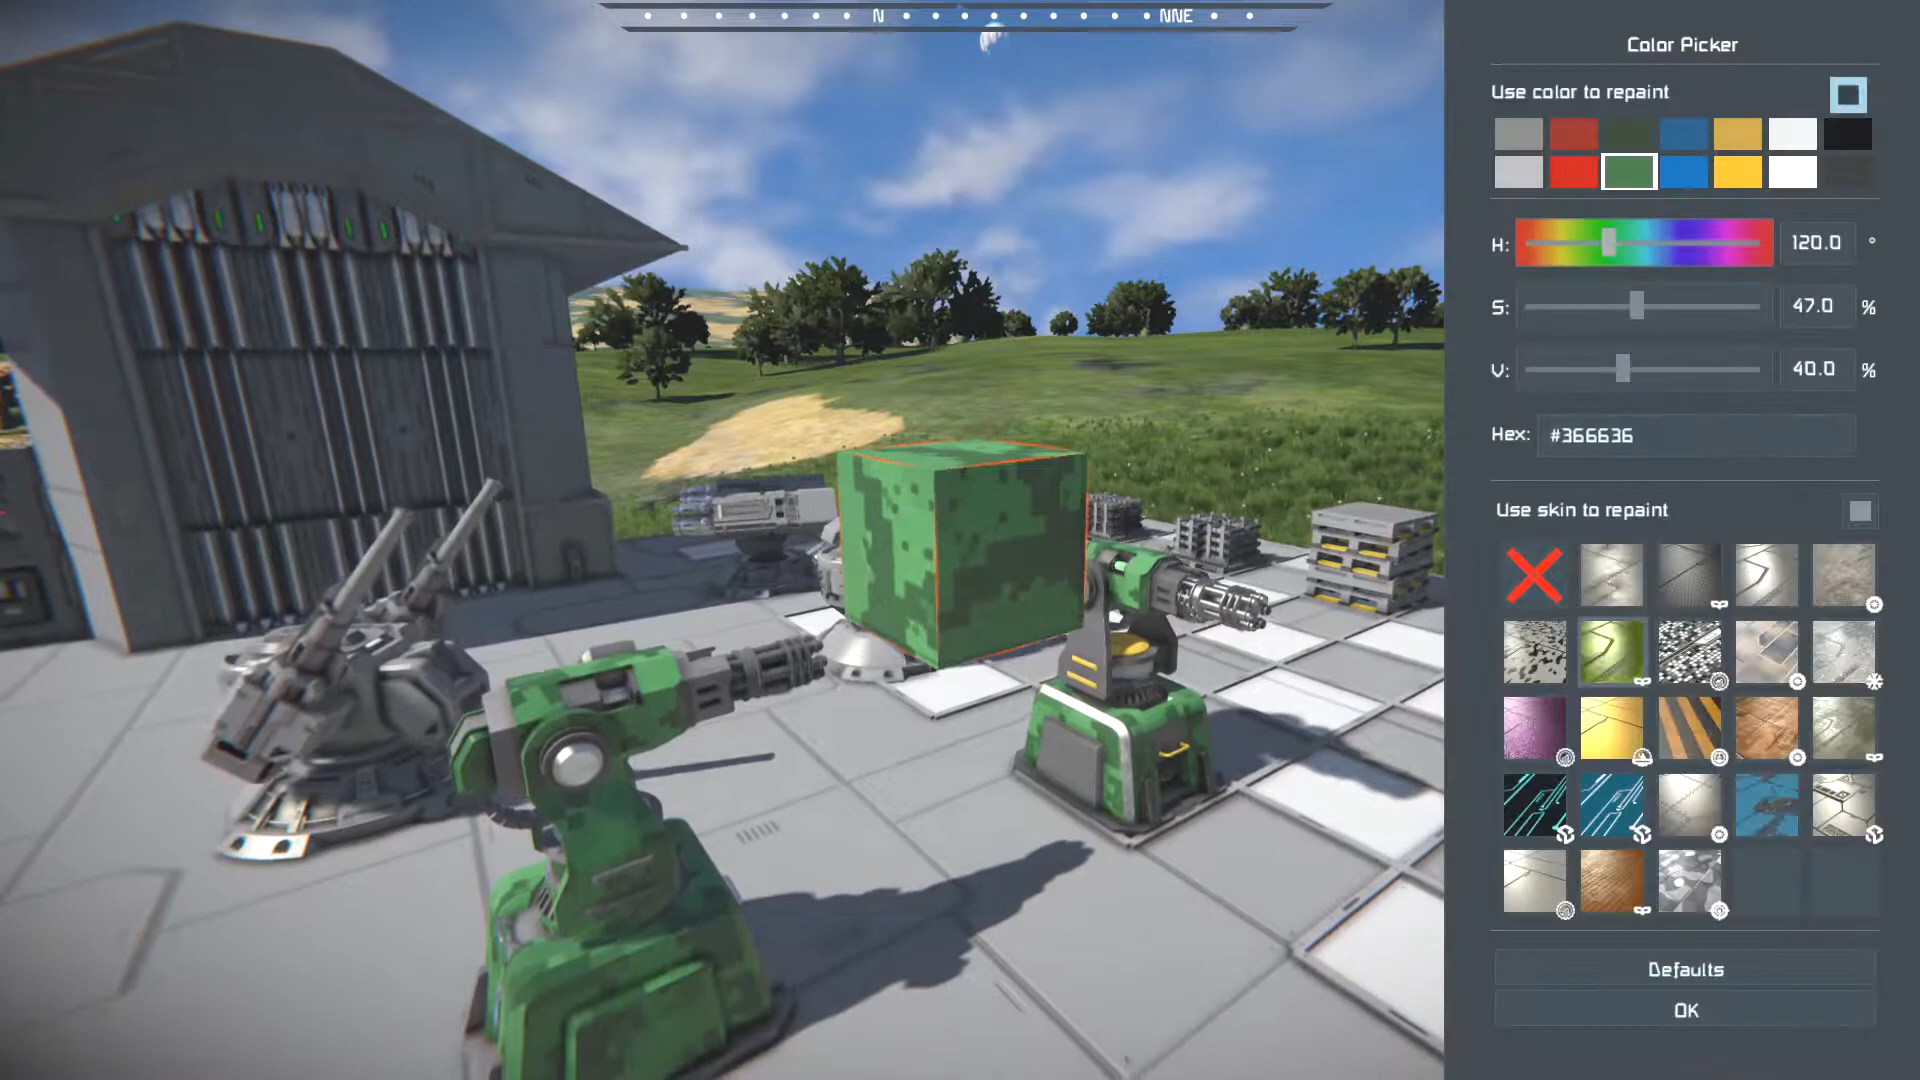 N NNE
Color Picker
Use color to repaint
H: 120.0 °
S: 47.0 %
V: 40.0 %
Hex: #366636
Use skin to repaint
Defaults
OK